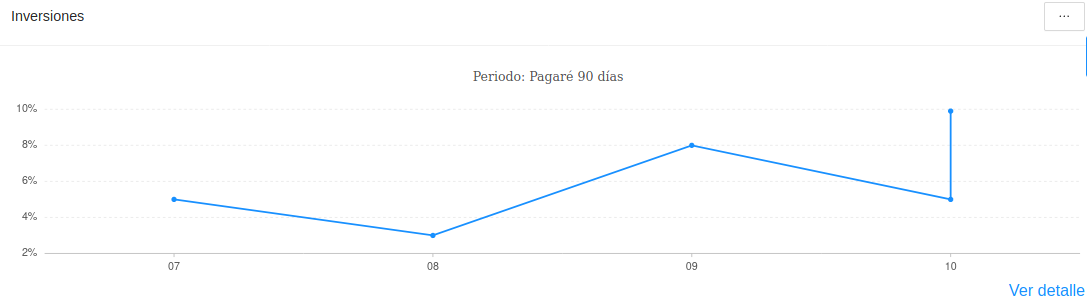 Inversiones
...
Periodo: Pagaré 90 días
10%
8%
6%
4%
2%
07 08 09 10
Ver detalle